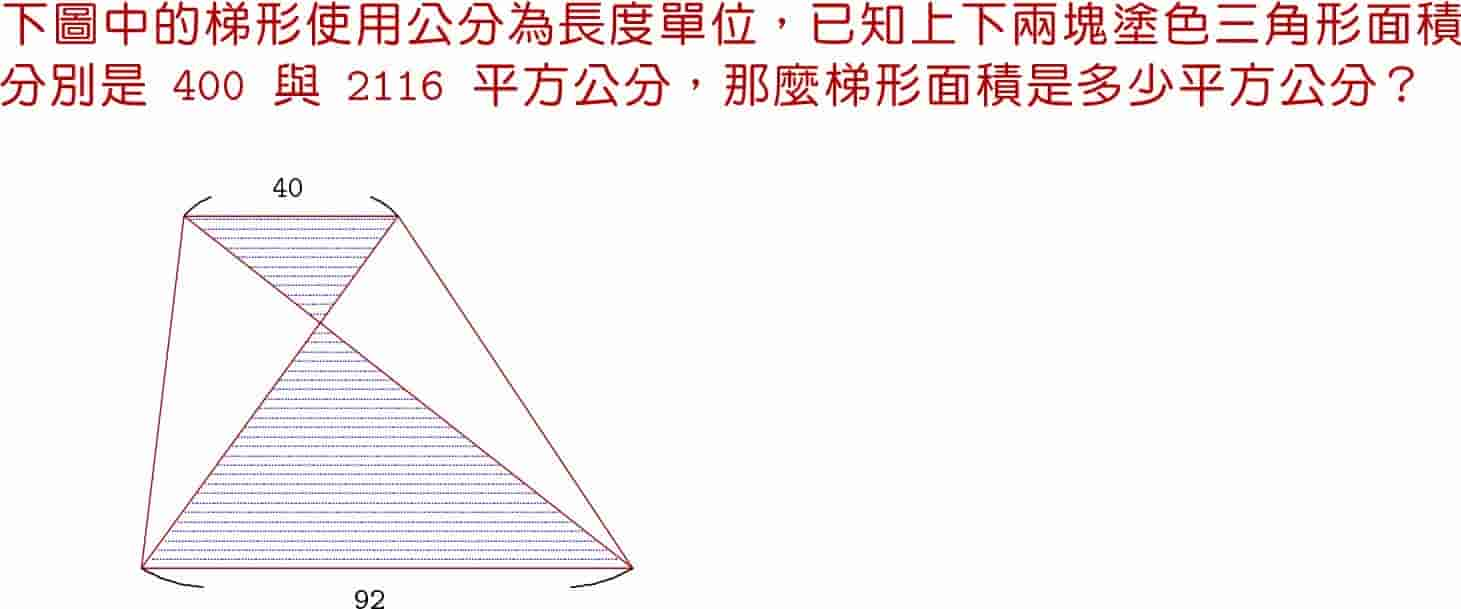 下圖中的梯形使用公分為長度單位，已知上下兩塊塗色三角形面積
分別是 400 與 2116 平方公分，那麼梯形面積是多少平方公分？
40
92